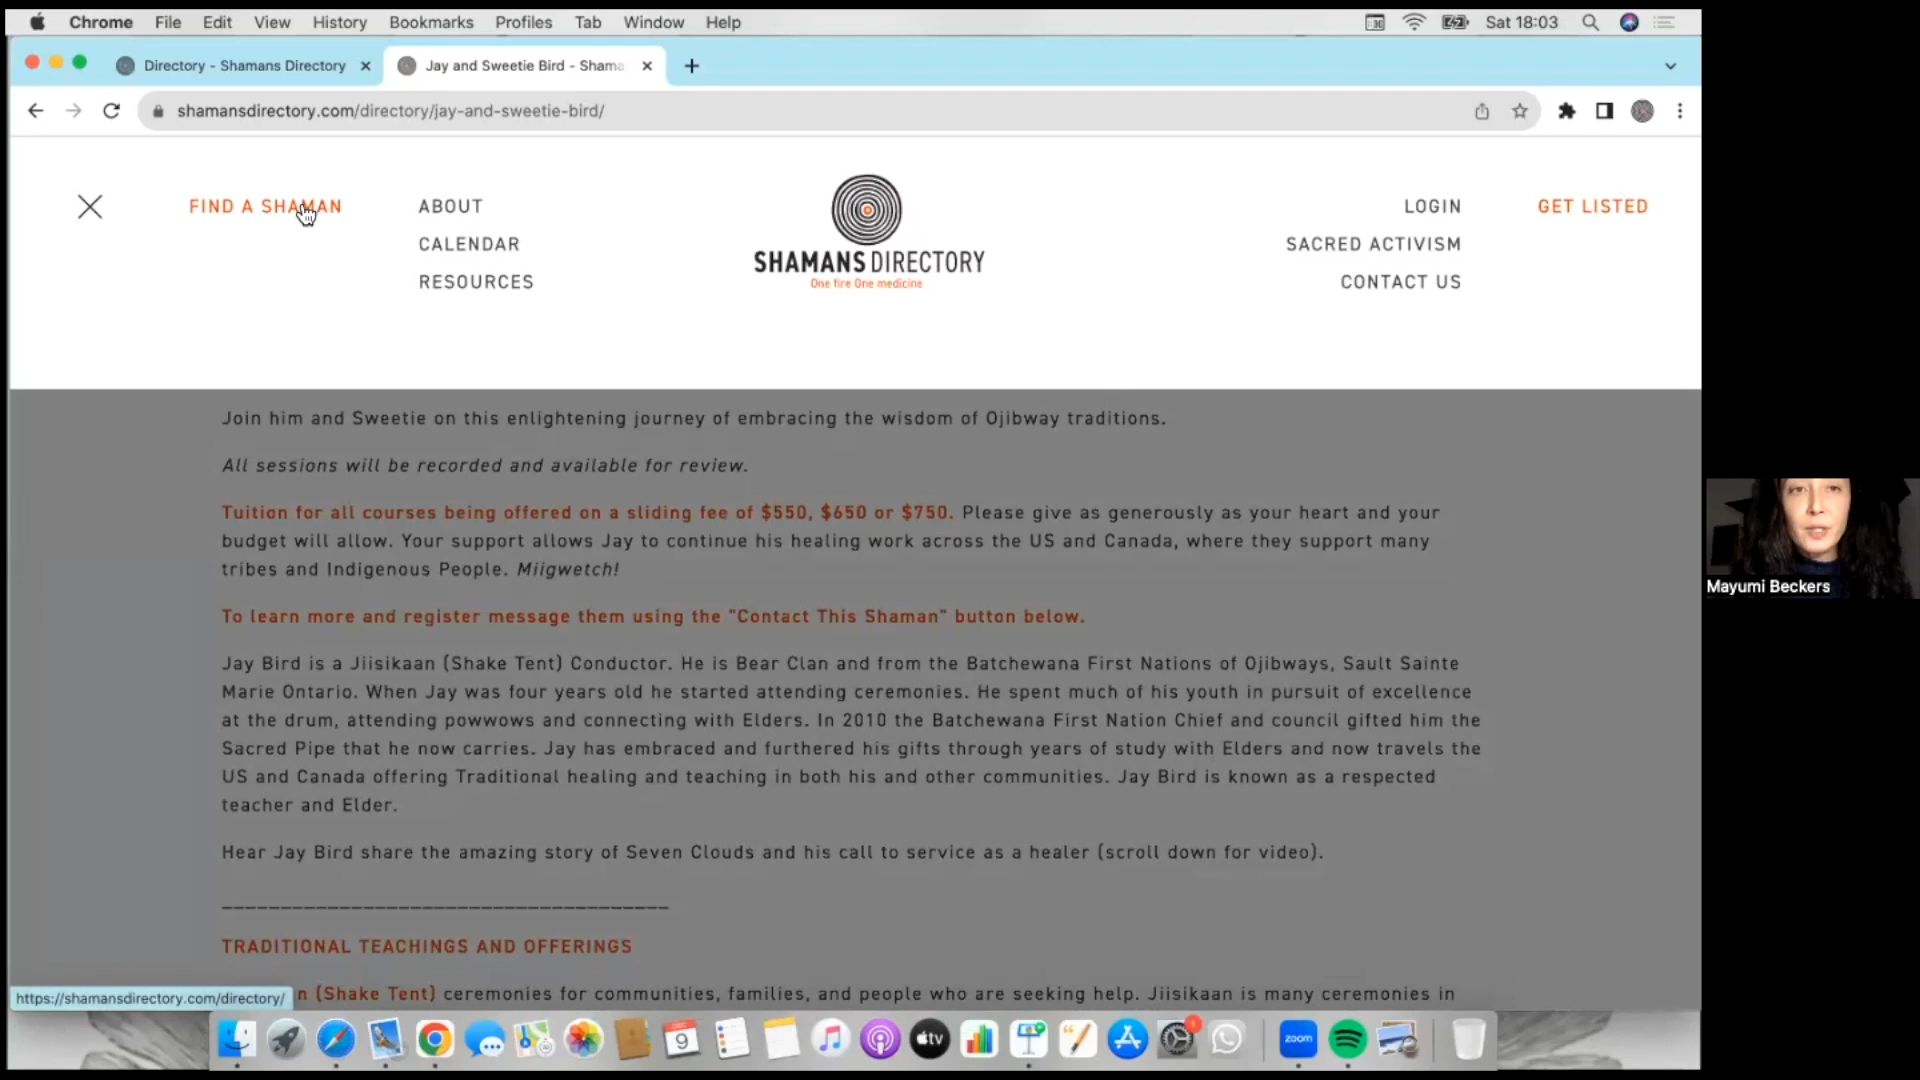 Chrome File Edit View History Bookmarks Profiles Tab Window Help Sat 18:03
Directory - Shamans Directory Jay and Sweetie Bird - Shama
shamansdirectory.com/directory/jay-and-sweetie-bird/
FIND A SHAMAN
ABOUT
CALENDAR
RESOURCES
SHAMANS DIRECTORY
One fire One medicine
LOGIN
SACRED ACTIVISM
CONTACT US
GET LISTED
Join him and Sweetie on this enlightening journey of embracing the wisdom of Ojibway traditions.
All sessions will be recorded and available for review.
Tuition for all courses being offered on a sliding fee of $550, $650 or $750. Please give as generously as your heart and your
budget will allow. Your support allows Jay to continue his healing work across the US and Canada, where they support many
tribes and Indigenous People. Miigwetch!
To learn more and register message them using the "Contact This Shaman" button below.
Jay Bird is a Jiisikaan (Shake Tent) Conductor. He is Bear Clan and from the Batchewana First Nations of Ojibways, Sault Sainte
Marie Ontario. When Jay was four years old he started attending ceremonies. He spent much of his youth in pursuit of excellence
at the drum, attending powwows and connecting with Elders. In 2010 the Batchewana First Nation Chief and council gifted him the
Sacred Pipe that he now carries. Jay has embraced and furthered his gifts through years of study with Elders and now travels the
US and Canada offering Traditional healing and teaching in both his and other communities. Jay Bird is known as a respected
teacher and Elder.
Hear Jay Bird share the amazing story of Seven Clouds and his call to service as a healer (scroll down for video).
TRADITIONAL TEACHINGS AND OFFERINGS
n (Shake Tent) ceremonies for communities, families, and people who are seeking help. Jiisikaan is many ceremonies in
https://shamansdirectory.com/directory/
Mayumi Beckers
DEC
9
tv
1
zoom